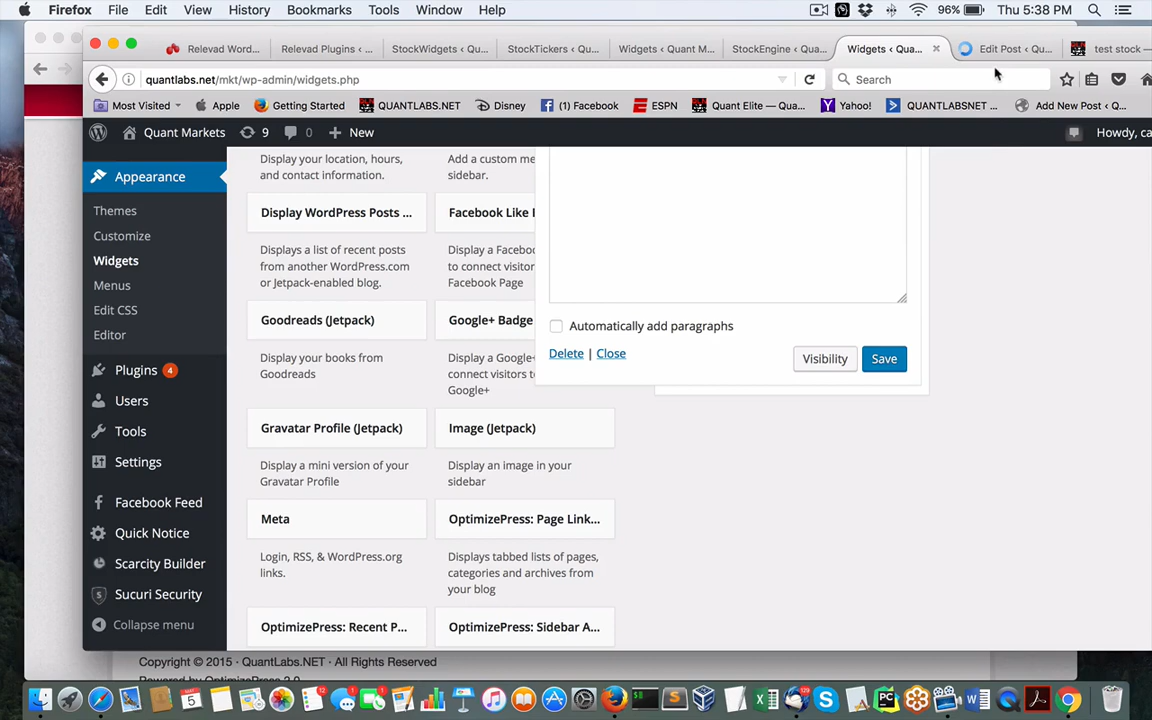 Firefox File Edit View History Bookmarks Tools Window Help 96% Thu 5:38 PM
Relevad Word... Relevad Plugins ‹ ... StockWidgets ‹ Qu... StockTickers ‹ Qu... Widgets ‹ Quant M... StockEngine ‹ Qua... Widgets ‹ Qua... × Edit Post ‹ Qu... test stock —
quantlabs.net/mkt/wp-admin/widgets.php Search
Most Visited Apple Getting Started QUANTLABS.NET Disney (1) Facebook ESPN Quant Elite — Qua... Yahoo! QUANTLABSNET ... Add New Post ‹ Q...
Quant Markets 9 0 + New Howdy, ca
Appearance
Themes
Customize
Widgets
Menus
Edit CSS
Editor
Plugins 4
Users
Tools
Settings
Facebook Feed
Quick Notice
Scarcity Builder
Sucuri Security
Collapse menu
Display your location, hours,
and contact information.
Add a custom me
sidebar.
Display WordPress Posts ...
Facebook Like
Displays a list of recent posts
from another WordPress.com
or Jetpack-enabled blog.
Display a Facebo
to connect visitor
Facebook Page
Goodreads (Jetpack)
Google+ Badge
Display your books from
Goodreads
Display a Google+
connect visitors to
Google+
Automatically add paragraphs
Delete | Close
Visibility
Save
Gravatar Profile (Jetpack)
Image (Jetpack)
Display a mini version of your
Gravatar Profile
Display an image in your
sidebar
Meta
OptimizePress: Page Link...
Login, RSS, & WordPress.org
links.
Displays tabbed lists of pages,
categories and archives from
your blog
OptimizePress: Recent P...
OptimizePress: Sidebar A...
Copyright © 2015 · QuantLabs.NET · All Rights Reserved